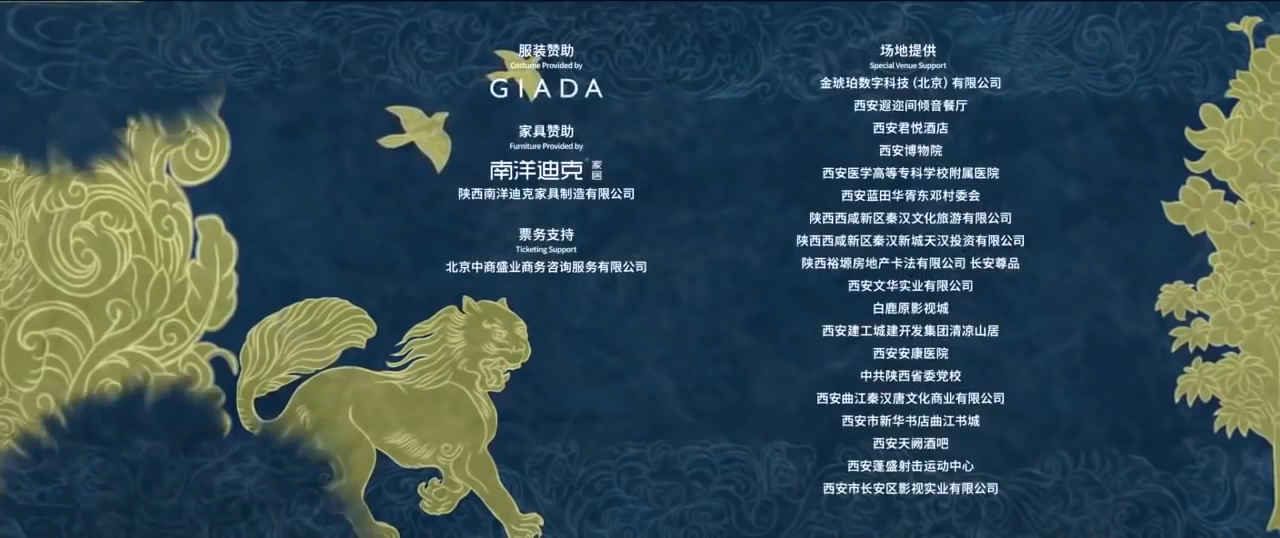 服装赞助
Costume Provided by
GIADA
家具赞助
Furniture Provided by
南洋迪克家居
陕西南洋迪克家具制造有限公司
票务支持
Ticketing Support
北京中商盛业商务咨询服务有限公司
场地提供
Special Venue Support
金琥珀数字科技（北京）有限公司
西安遐迩间倾音餐厅
西安君悦酒店
西安博物院
西安医学高等专科学校附属医院
西安蓝田华胥东邓村委会
陕西西咸新区秦汉文化旅游有限公司
陕西西咸新区秦汉新城天汉投资有限公司
陕西裕塬房地产卡法有限公司 长安尊品
西安文华实业有限公司
白鹿原影视城
西安建工城建开发集团清凉山居
西安安康医院
中共陕西省委党校
西安曲江秦汉唐文化商业有限公司
西安市新华书店曲江书城
西安天阙酒吧
西安蓬盛射击运动中心
西安市长安区影视实业有限公司